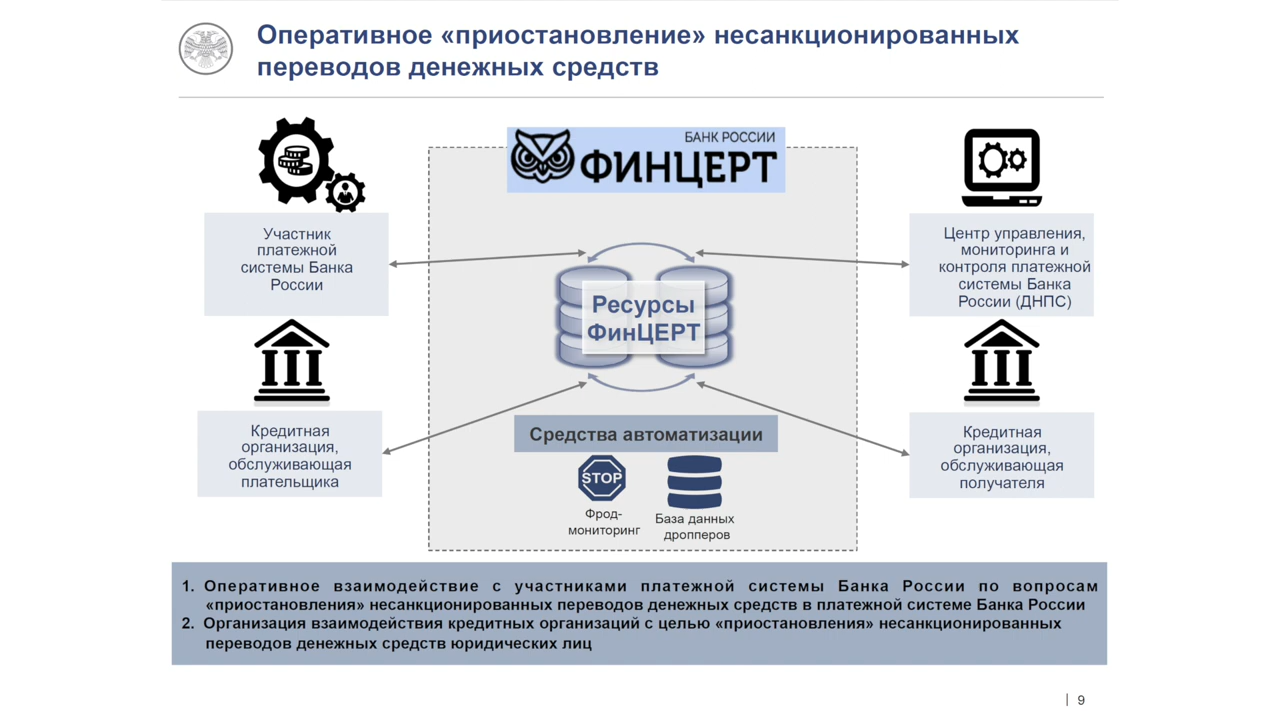 Оперативное «приостановление» несанкционированных
переводов денежных средств
БАНК РОССИИ
ФИНЦЕРТ
Участник
платежной
системы Банка
России
Центр управления,
мониторинга и
контроля платежной
системы Банка
России (ДНПС)
Ресурсы
ФинЦЕРТ
Кредитная
организация,
обслуживающая
плательщика
Кредитная
организация,
обслуживающая
получателя
Средства автоматизации
STOP
Фрод-
мониторинг
База данных
дропперов
1. Оперативное взаимодействие с участниками платежной системы Банка России по вопросам
«приостановления» несанкционированных переводов денежных средств в платежной системе Банка России
2. Организация взаимодействия кредитных организаций с целью «приостановления» несанкционированных
переводов денежных средств юридических лиц
9